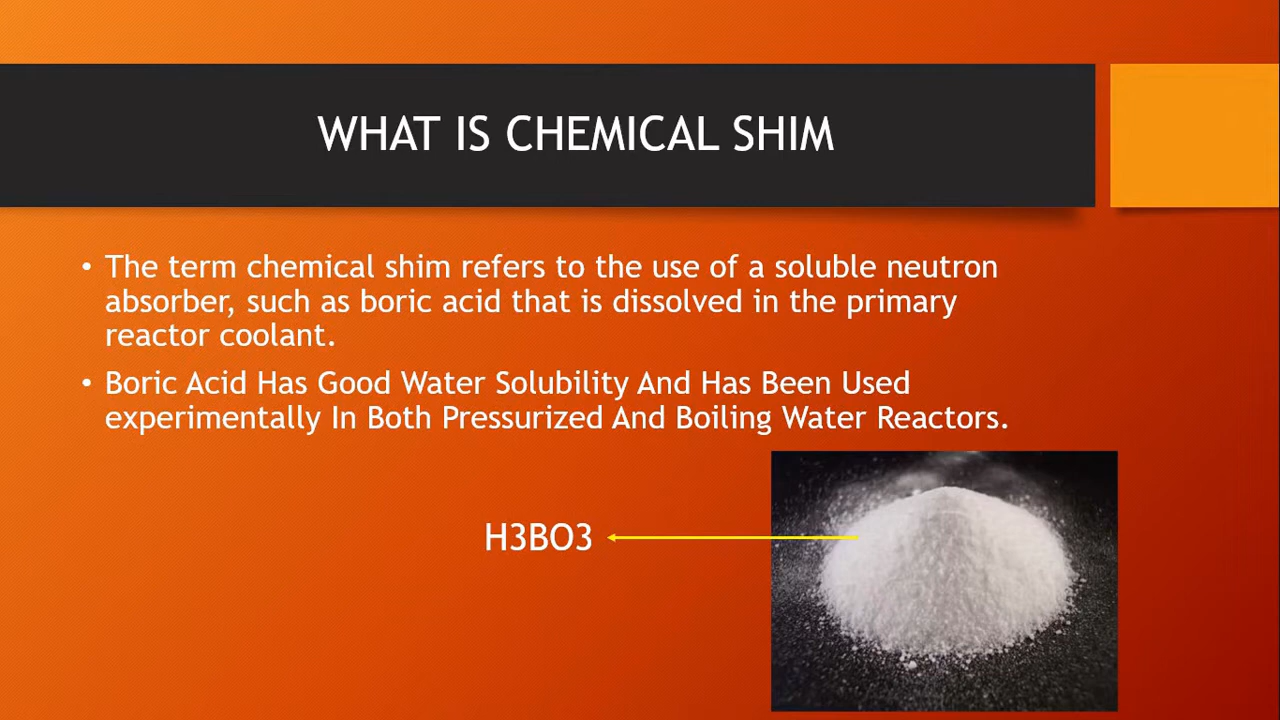 WHAT IS CHEMICAL SHIM
• The term chemical shim refers to the use of a soluble neutron
absorber, such as boric acid that is dissolved in the primary
reactor coolant.
• Boric Acid Has Good Water Solubility And Has Been Used
experimentally In Both Pressurized And Boiling Water Reactors.
H3BO3